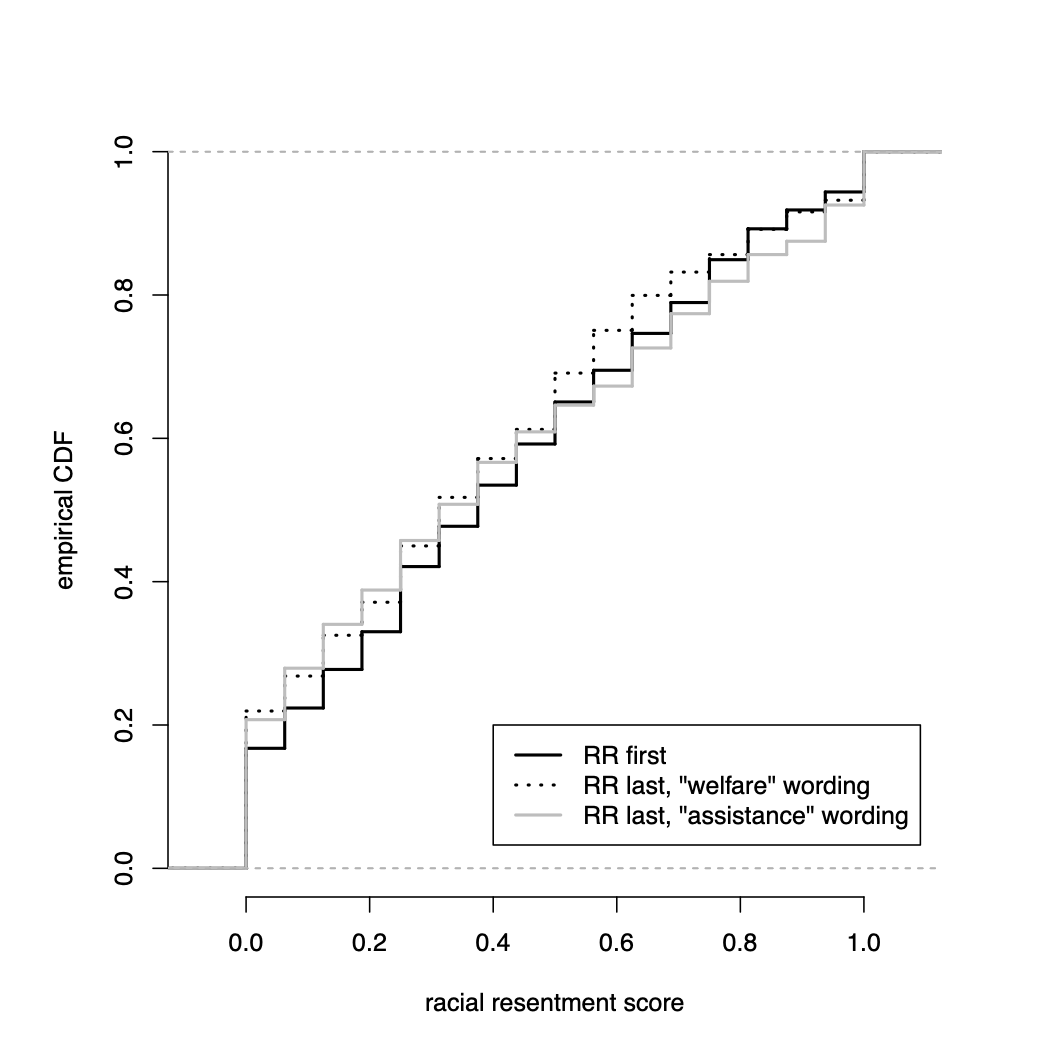 1.0
0.8
0.6
0.4
0.2
0.0
empirical CDF
RR first
RR last, "welfare" wording
RR last, "assistance" wording
0.0 0.2 0.4 0.6 0.8 1.0
racial resentment score